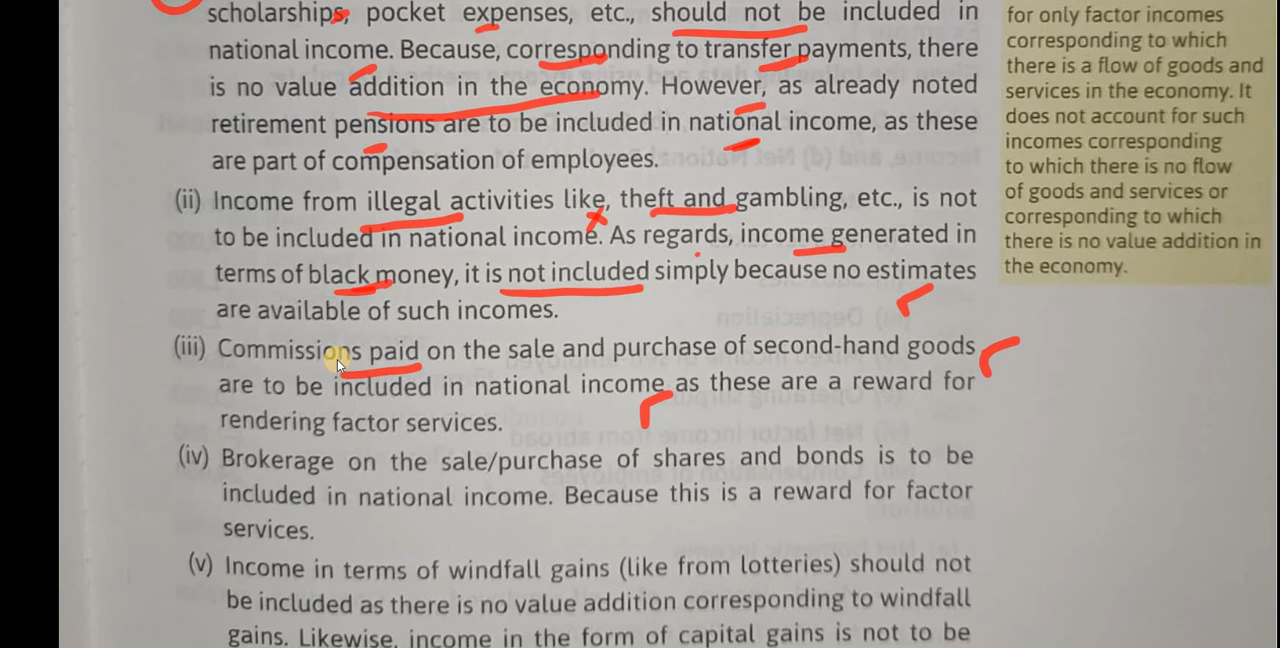 scholarships, pocket expenses, etc., should not be included in
national income. Because, corresponding to transfer payments, there
is no value addition in the economy. However, as already noted
retirement pensions are to be included in national income, as these
are part of compensation of employees.
(ii) Income from illegal activities like, theft and gambling, etc., is not
to be included in national income. As regards, income generated in
terms of black money, it is not included simply because no estimates
are available of such incomes.
(iii) Commissions paid on the sale and purchase of second-hand goods
are to be included in national income as these are a reward for
rendering factor services.
(iv) Brokerage on the sale/purchase of shares and bonds is to be
included in national income. Because this is a reward for factor
services.
(v) Income in terms of windfall gains (like from lotteries) should not
be included as there is no value addition corresponding to windfall
gains. Likewise, income in the form of capital gains is not to be
for only factor incomes
corresponding to which
there is a flow of goods and
services in the economy. It
does not account for such
incomes corresponding
to which there is no flow
of goods and services or
corresponding to which
there is no value addition in
the economy.